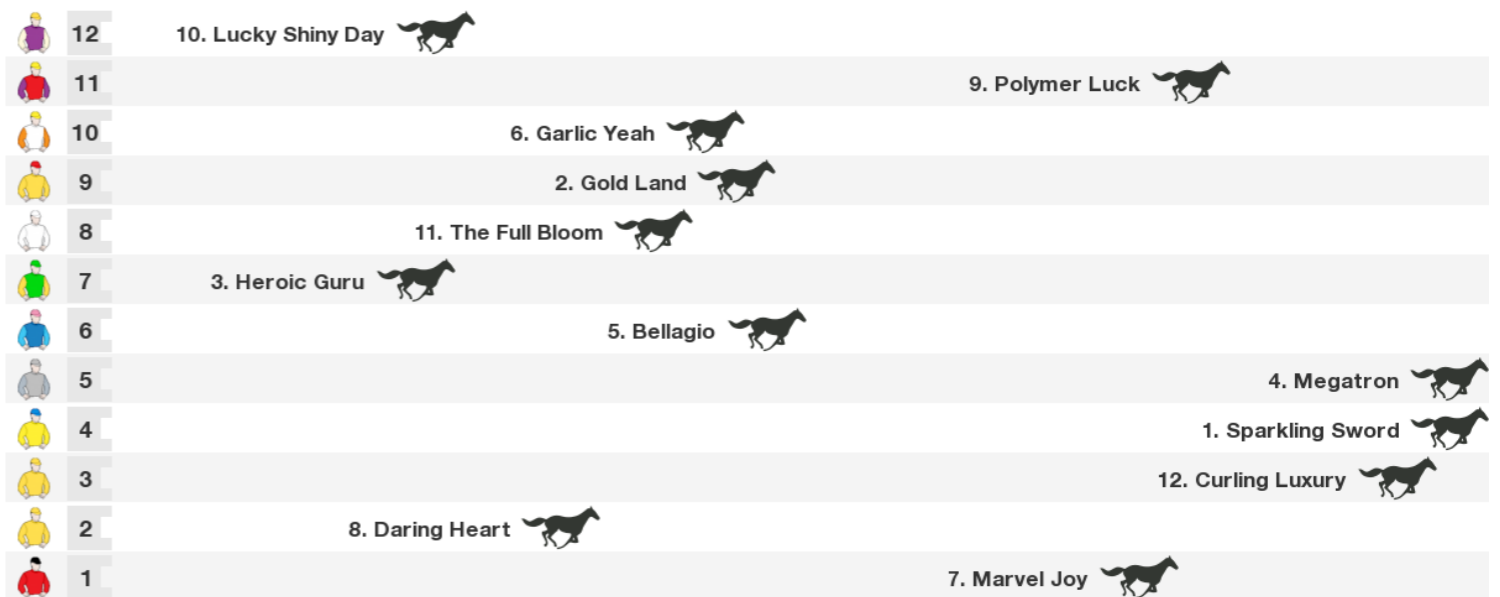 12 10. Lucky Shiny Day
11 9. Polymer Luck
10 6. Garlic Yeah
9 2. Gold Land
8 11. The Full Bloom
7 3. Heroic Guru
6 5. Bellagio
5 4. Megatron
4 1. Sparkling Sword
3 12. Curling Luxury
2 8. Daring Heart
1 7. Marvel Joy